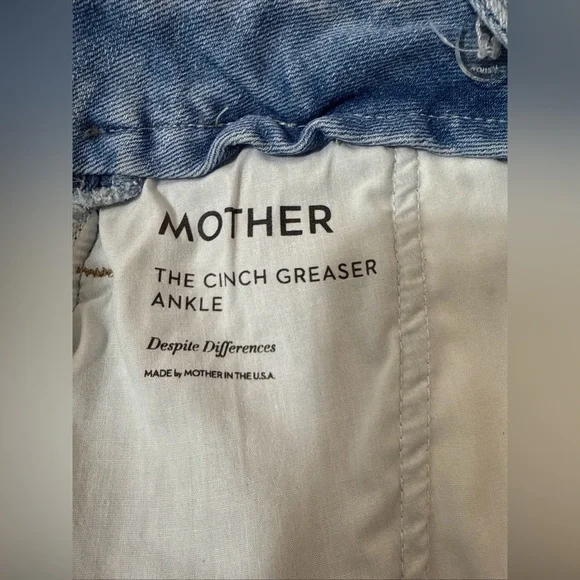 MOTHER
THE CINCH GREASER
ANKLE
Despite Differences
MADE by MOTHER IN THE U.S.A.